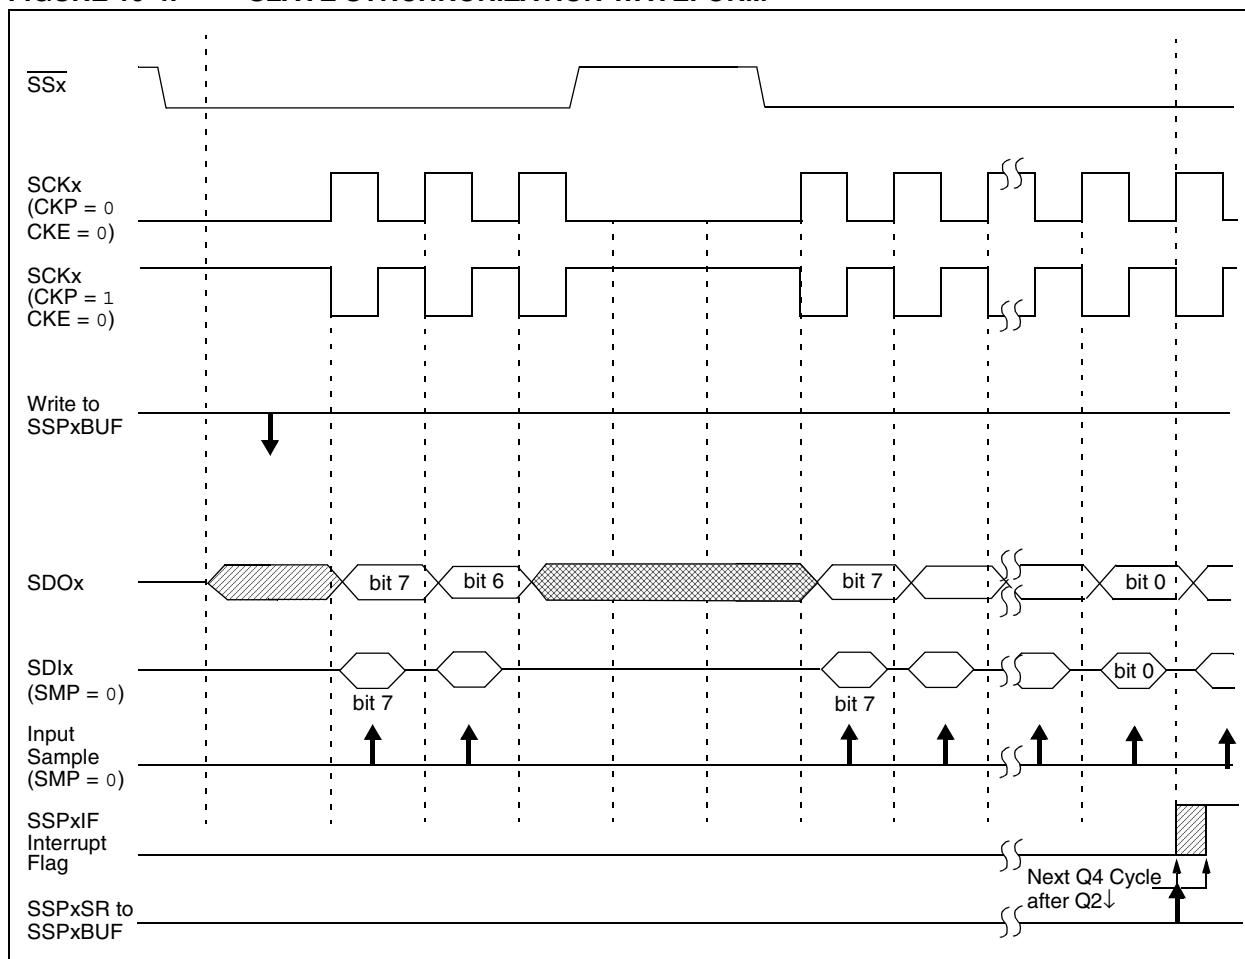 SSx
SCKx
(CKP = 0
CKE = 0)
SCKx
(CKP = 1
CKE = 0)
Write to
SSPxBUF
SDOx
bit 7
bit 6
bit 7
bit 0
SDIx
(SMP = 0)
bit 7
bit 7
bit 0
Input
Sample
(SMP = 0)
SSPxIF
Interrupt
Flag
Next Q4 Cycle
after Q2↓
SSPxSR to
SSPxBUF